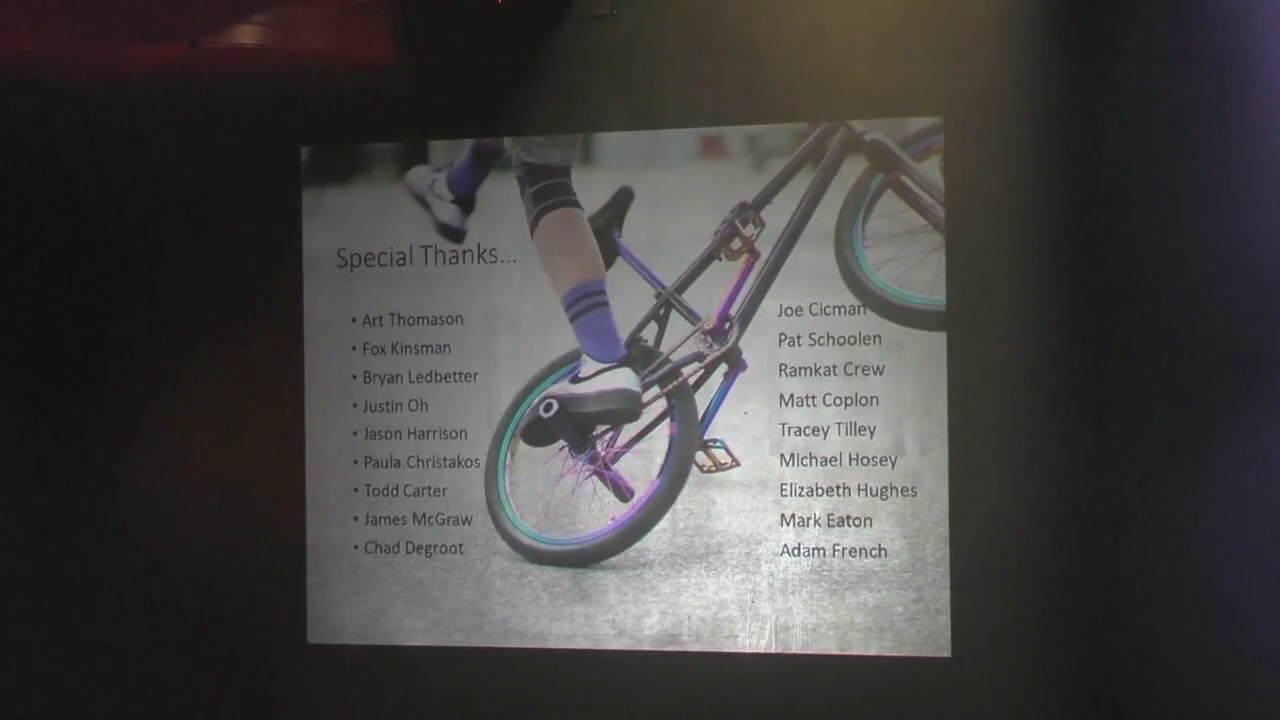 Special Thanks...
• Art Thomason
• Fox Kinsman
• Bryan Ledbetter
• Justin Oh
• Jason Harrison
• Paula Christakos
• Todd Carter
• James McGraw
• Chad Degroot
Joe Cicman
Pat Schoolen
Ramkat Crew
Matt Coplon
Tracey Tilley
Michael Hosey
Elizabeth Hughes
Mark Eaton
Adam French